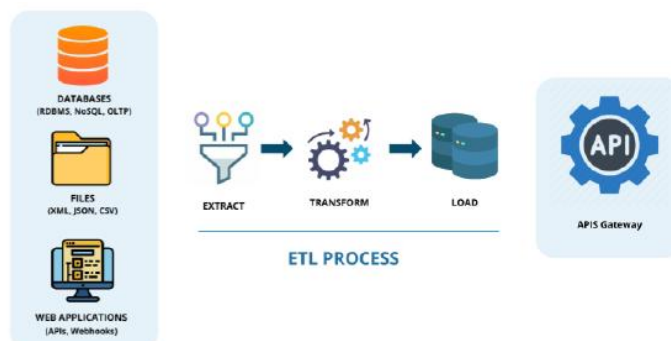 DATABASES
(RDBMS, NoSQL, OLTP)
FILES
(XML, JSON, CSV)
WEB APPLICATIONS
(APIs, Webhooks)
EXTRACT
TRANSFORM
LOAD
ETL PROCESS
API
APIS Gateway